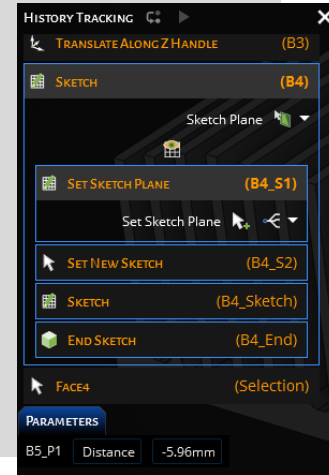 HISTORY TRACKING
TRANSLATE ALONG Z HANDLE (B3)
SKETCH (B4)
Sketch Plane
SET SKETCH PLANE (B4_S1)
Set Sketch Plane
SET NEW SKETCH (B4_S2)
SKETCH (B4_Sketch)
END SKETCH (B4_End)
FACE4 (Selection)
PARAMETERS
B5_P1 Distance -5.96mm